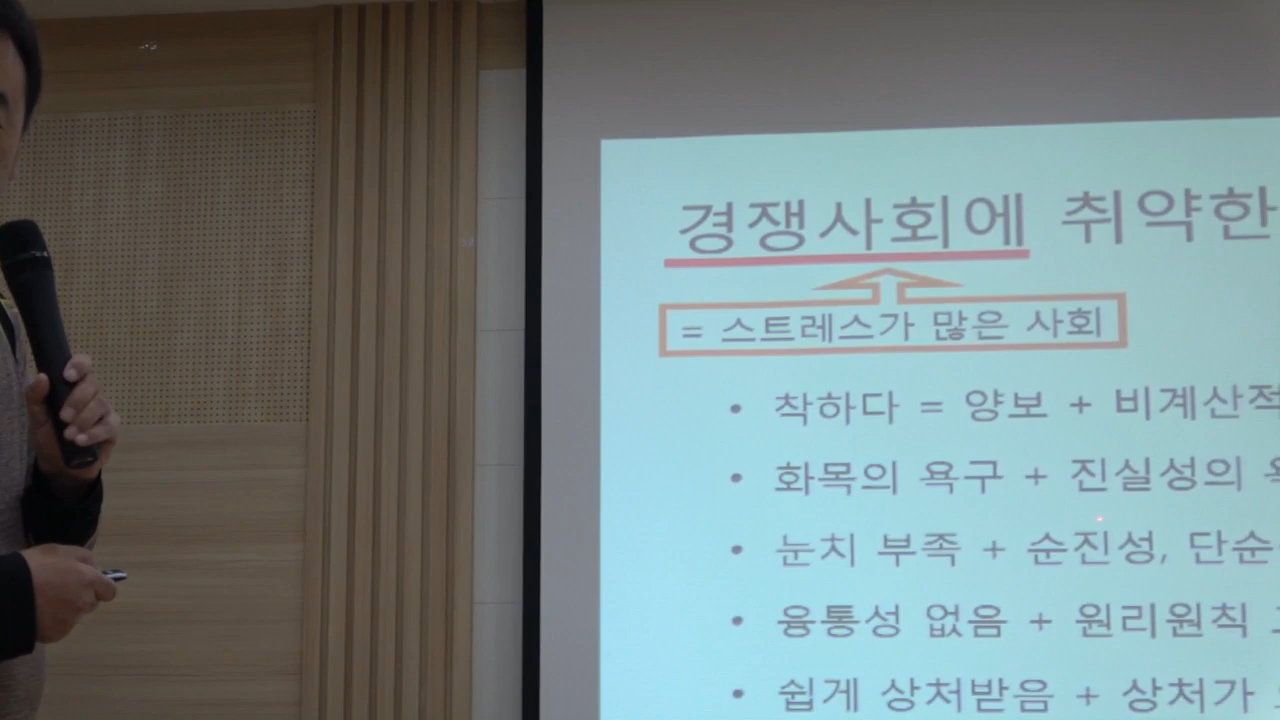 경쟁사회에 취약한
= 스트레스가 많은 사회
• 착하다 = 양보 + 비계산적
• 화목의 욕구 + 진실성의
• 눈치 부족 + 순진성, 단순
• 융통성 없음 + 원리원칙
• 쉽게 상처받음 + 상처가